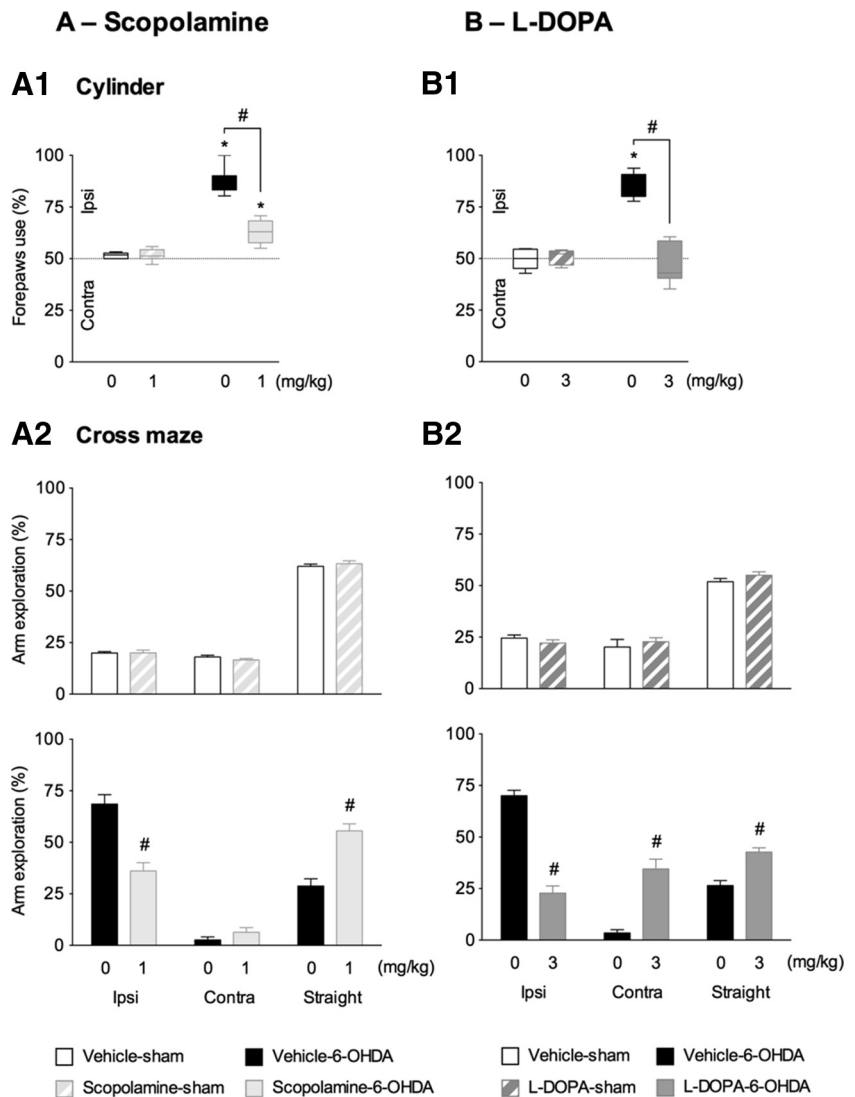 A – Scopolamine
B – L-DOPA
A1 Cylinder
B1
#
*
*
100
75
50
25
0
Forepaws use (%)
Ipsi
Contra
0 1 0 1 (mg/kg)
#
*
100
75
50
25
0
Ipsi
Contra
0 3 0 3 (mg/kg)
A2 Cross maze
B2
100
75
50
25
0
Arm exploration (%)
100
75
50
25
0
100
75
50
25
0
Arm exploration (%)
#
#
0 1 0 1 0 1 (mg/kg)
Ipsi Contra Straight
100
75
50
25
0
#
#
#
0 3 0 3 0 3 (mg/kg)
Ipsi Contra Straight
Vehicle-sham Vehicle-6-OHDA
Scopolamine-sham Scopolamine-6-OHDA
Vehicle-sham Vehicle-6-OHDA
L-DOPA-sham L-DOPA-6-OHDA